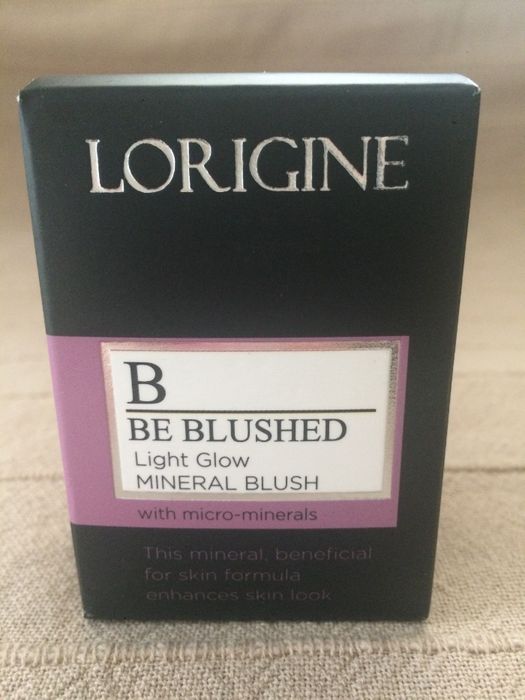 LORIGINE
B
BE BLUSHED
Light Glow
MINERAL BLUSH
with micro-minerals
This mineral, beneficial
for skin formula
enhances skin look